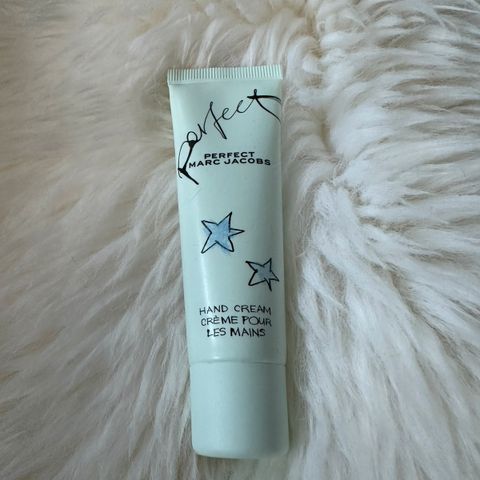 Perfect
PERFECT
MARC JACOBS
HAND CREAM
CRÈME POUR
LES MAINS